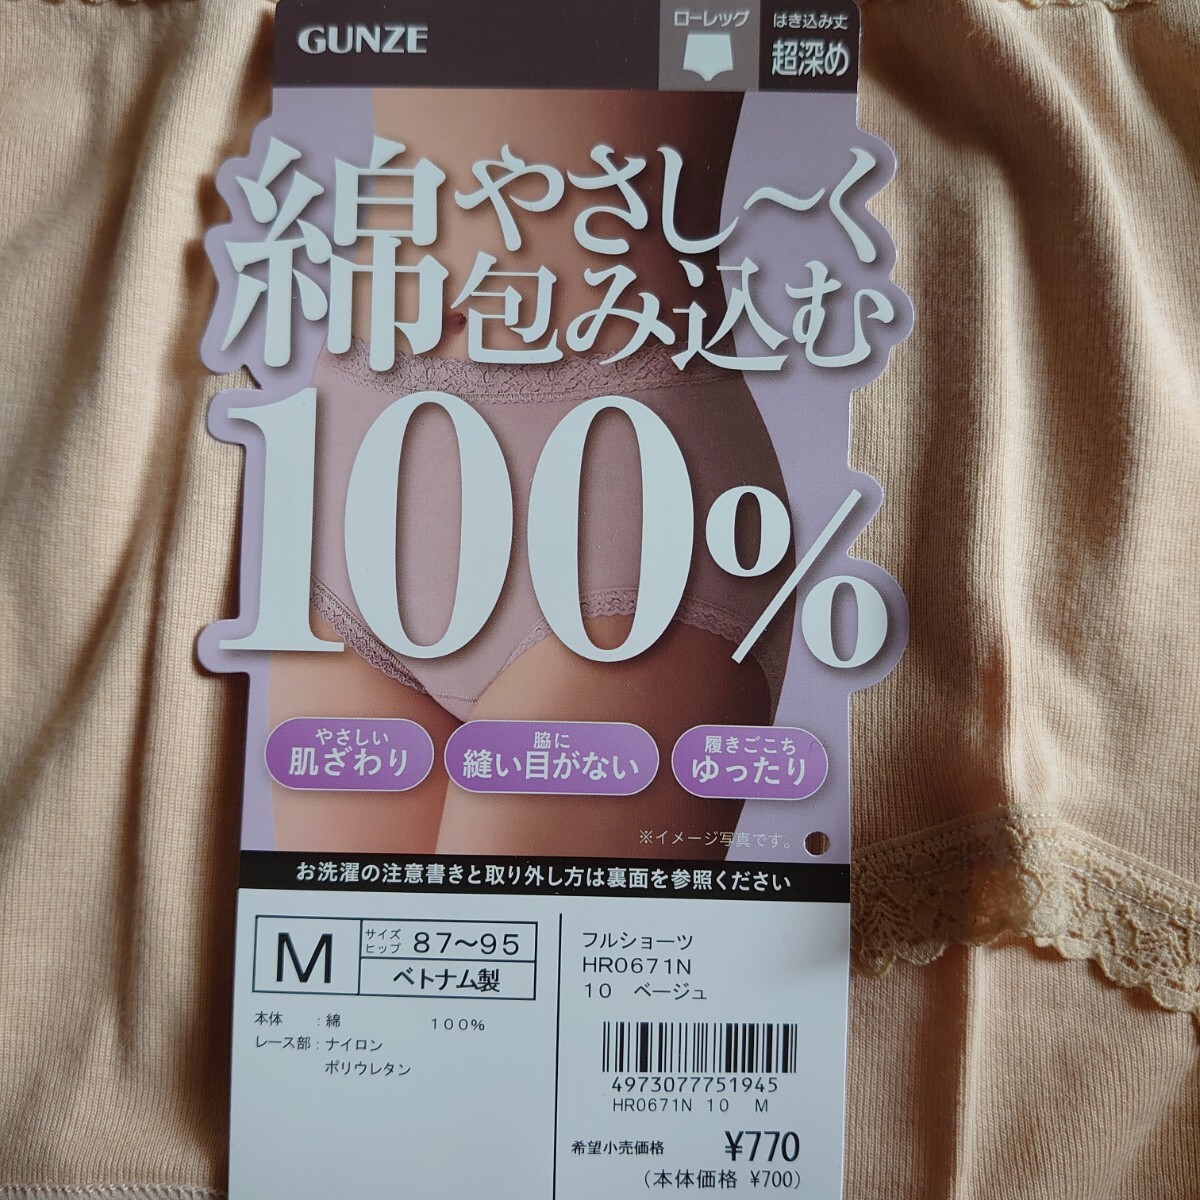 GUNZE
ローレッグ
はき込み丈
超深め
綿やさし〜く
包み込む
100%
やさしい
肌ざわり
脇に
縫い目がない
履きごこち
ゆったり
※イメージ写真です。
お洗濯の注意書きと取り外し方は裏面を参照ください
M
サイズ
ヒップ 87〜95
ベトナム製
本体 :綿 100%
レース部:ナイロン
ポリウレタン
フルショーツ
HR0671N
10 ベージュ
4973077751945
HR0671N 10 M
希望小売価格 ¥770
(本体価格 ¥700)